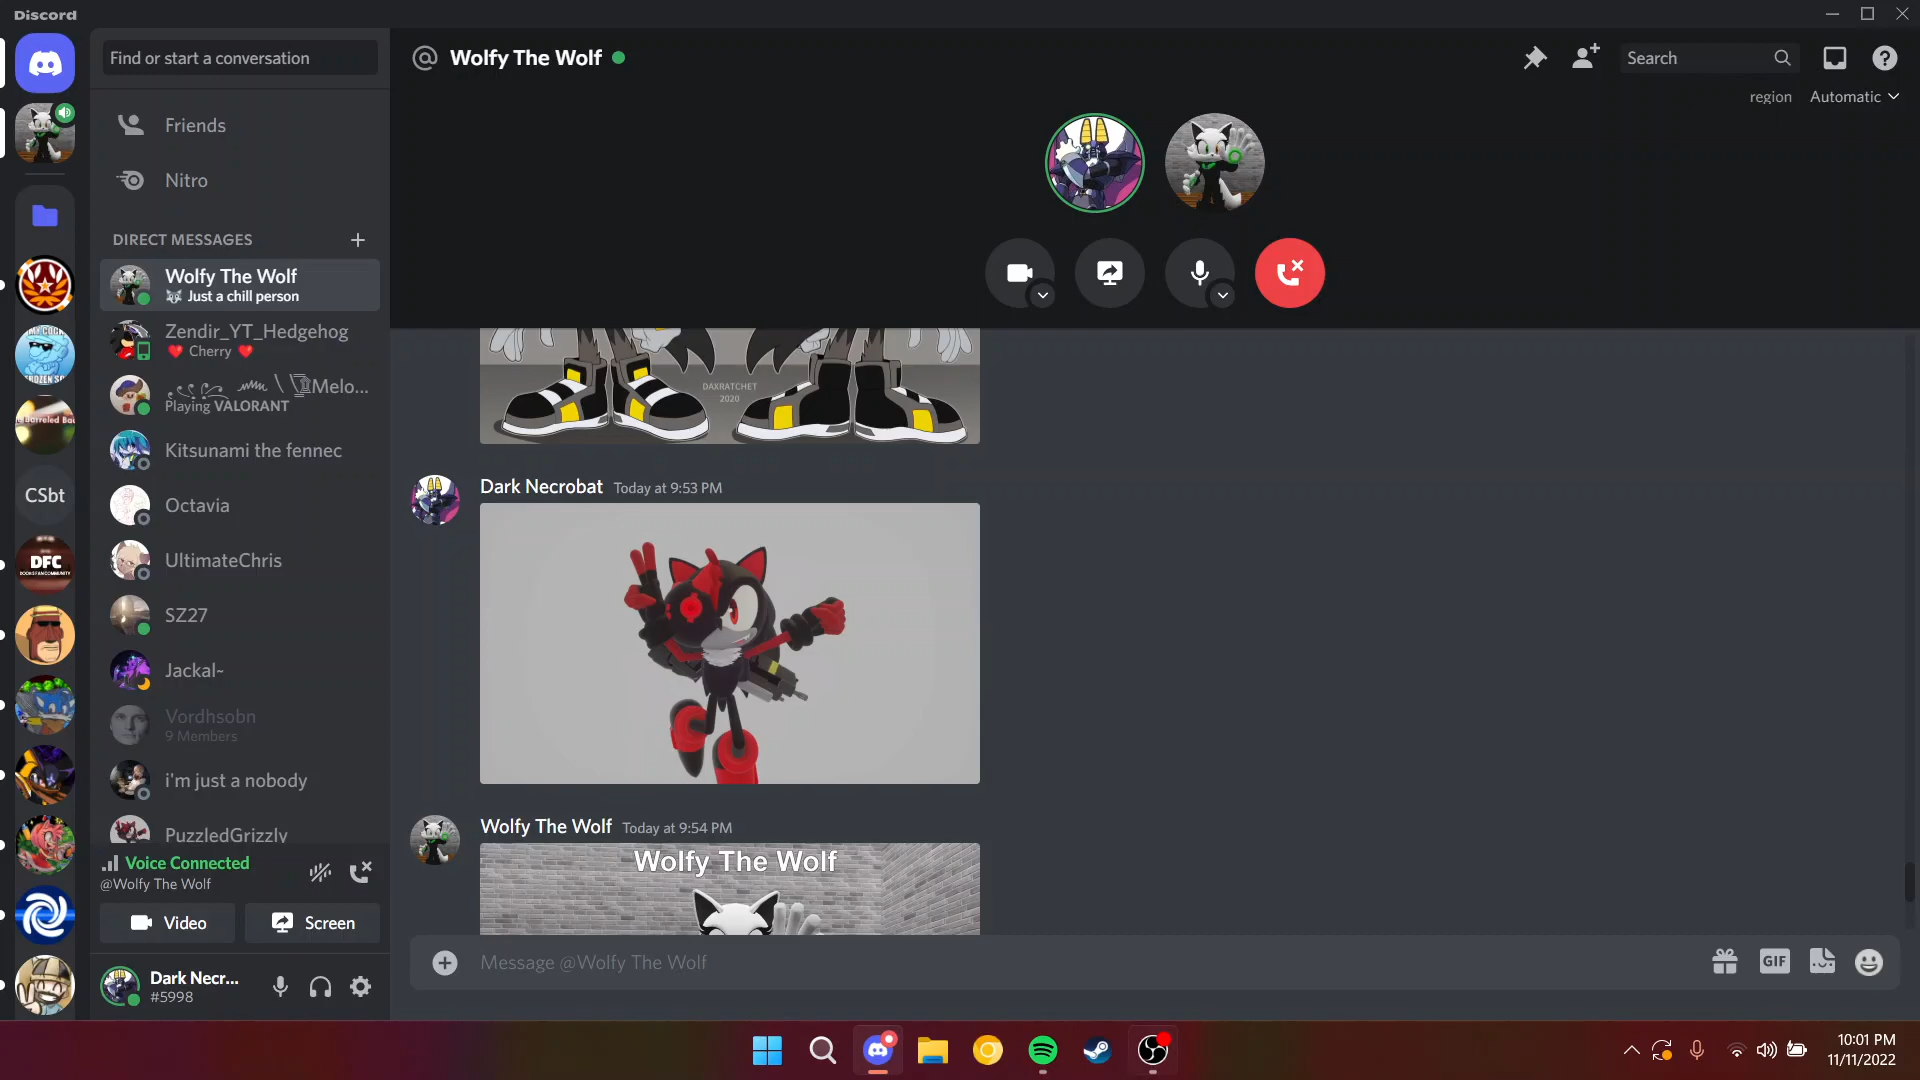 Discord
Find or start a conversation
Friends
Nitro
DIRECT MESSAGES
Wolfy The Wolf
Just a chill person
Zendir_YT_Hedgehog
Cherry
Melo...
Playing VALORANT
Kitsunami the fennec
Octavia
UltimateChris
SZ27
Jackal~
Vordhsobn
9 Members
i'm just a nobody
PuzzledGrizzly
Voice Connected
@Wolfy The Wolf
Video
Screen
Dark Necr...
#5998
CSbt
DFC
Wolfy The Wolf
Search
region
Automatic
DAXRATCHET
2020
Dark Necrobat Today at 9:53 PM
Wolfy The Wolf Today at 9:54 PM
Wolfy The Wolf
Message @Wolfy The Wolf
GIF
10:01 PM
11/11/2022